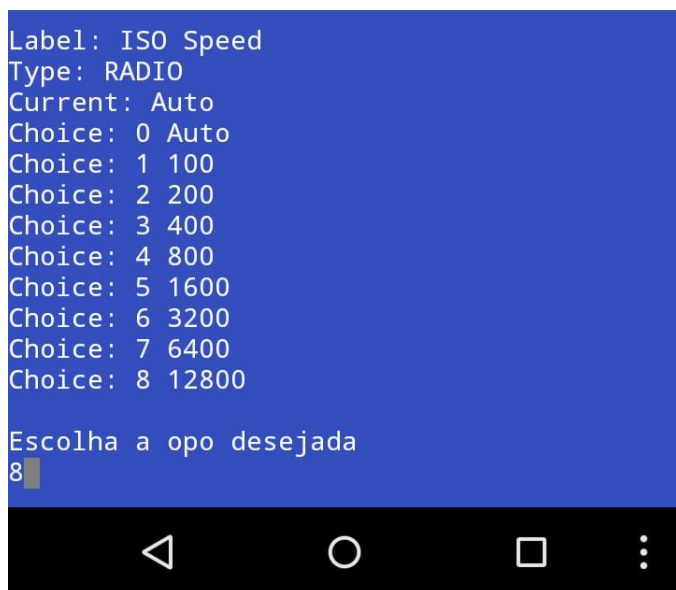 Label: ISO Speed
Type: RADIO
Current: Auto
Choice: 0 Auto
Choice: 1 100
Choice: 2 200
Choice: 3 400
Choice: 4 800
Choice: 5 1600
Choice: 6 3200
Choice: 7 6400
Choice: 8 12800
Escolha a opo desejada
8